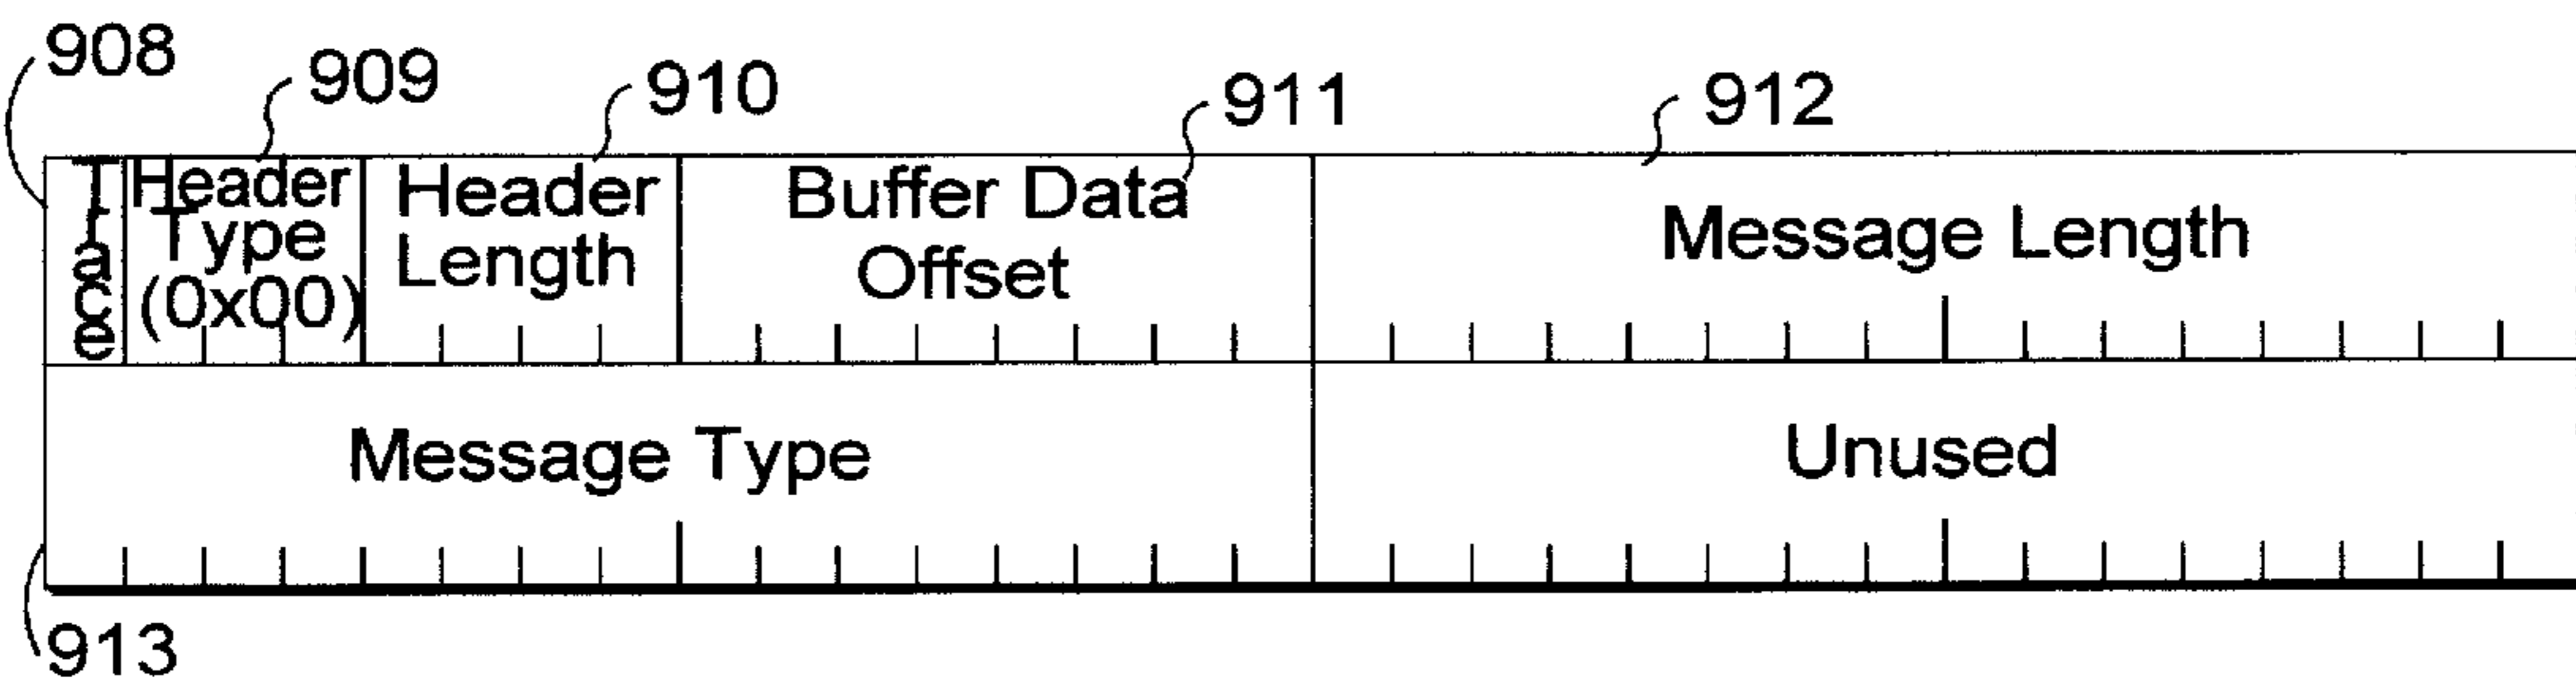 908
909
910
911
912
Trace
Header
Type
(0x00)
Header
Length
Buffer Data
Offset
Message Length
Message Type
Unused
913